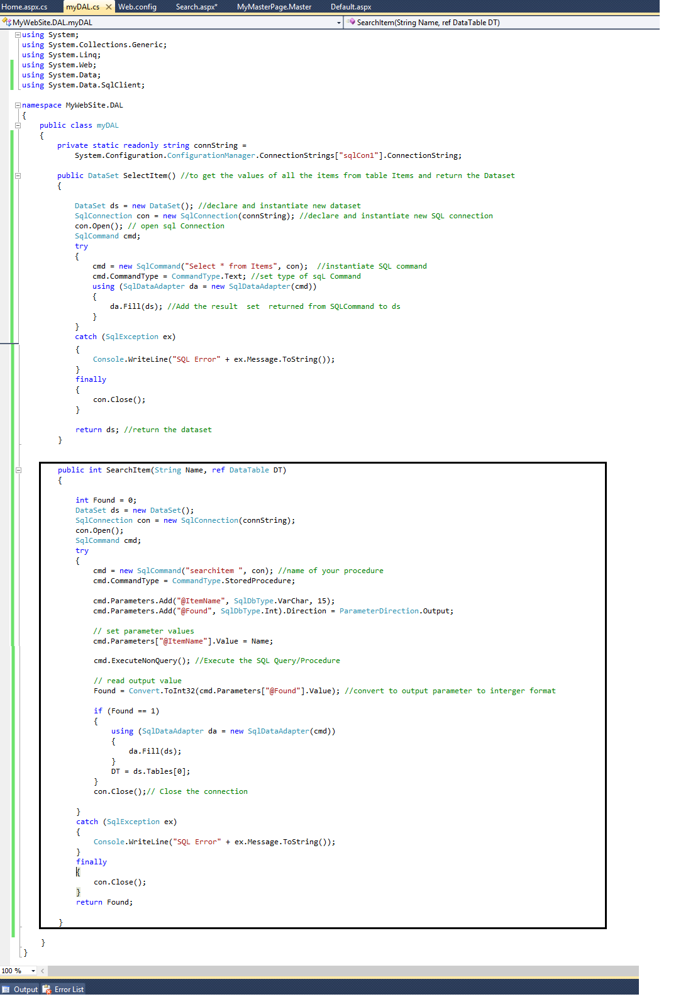 Home.aspx.cs myDAL.cs Web.config Search.aspx* MyMasterPage.Master Default.aspx
MyWebSite.DAL.myDAL SearchItem(String Name, ref DataTable DT)
using System;
using System.Collections.Generic;
using System.Linq;
using System.Web;
using System.Data;
using System.Data.SqlClient;
namespace MyWebSite.DAL
{
public class myDAL
{
private static readonly string connString =
System.Configuration.ConfigurationManager.ConnectionStrings["sqlCon1"].ConnectionString;
public DataSet SelectItem() //to get the values of all the items from table Items and return the Dataset
{
DataSet ds = new DataSet(); //declare and instantiate new dataset
SqlConnection con = new SqlConnection(connString); //declare and instantiate new SQL connection
con.Open(); // open sql Connection
SqlCommand cmd;
try
{
cmd = new SqlCommand("Select * from Items", con);  //instantiate SQL command
cmd.CommandType = CommandType.Text; //set type of sqL Command
using (SqlDataAdapter da = new SqlDataAdapter(cmd))
{
da.Fill(ds); //Add the result  set  returned from SQLCommand to ds
}
}
catch (SqlException ex)
{
Console.WriteLine("SQL Error" + ex.Message.ToString());
}
finally
{
con.Close();
}
return ds; //return the dataset
}
public int SearchItem(String Name, ref DataTable DT)
{
int Found = 0;
DataSet ds = new DataSet();
SqlConnection con = new SqlConnection(connString);
con.Open();
SqlCommand cmd;
try
{
cmd = new SqlCommand("searchitem ", con); //name of your procedure
cmd.CommandType = CommandType.StoredProcedure;
cmd.Parameters.Add("@ItemName", SqlDbType.VarChar, 15);
cmd.Parameters.Add("@Found", SqlDbType.Int).Direction = ParameterDirection.Output;
// set parameter values
cmd.Parameters["@ItemName"].Value = Name;
cmd.ExecuteNonQuery(); //Execute the SQL Query/Procedure
// read output value
Found = Convert.ToInt32(cmd.Parameters["@Found"].Value); //convert to output parameter to interger format
if (Found == 1)
{
using (SqlDataAdapter da = new SqlDataAdapter(cmd))
{
da.Fill(ds);
}
DT = ds.Tables[0];
}
con.Close();// Close the connection
}
catch (SqlException ex)
{
Console.WriteLine("SQL Error" + ex.Message.ToString());
}
finally
{
con.Close();
}
return Found;
}
}
}
100 %
Output Error List